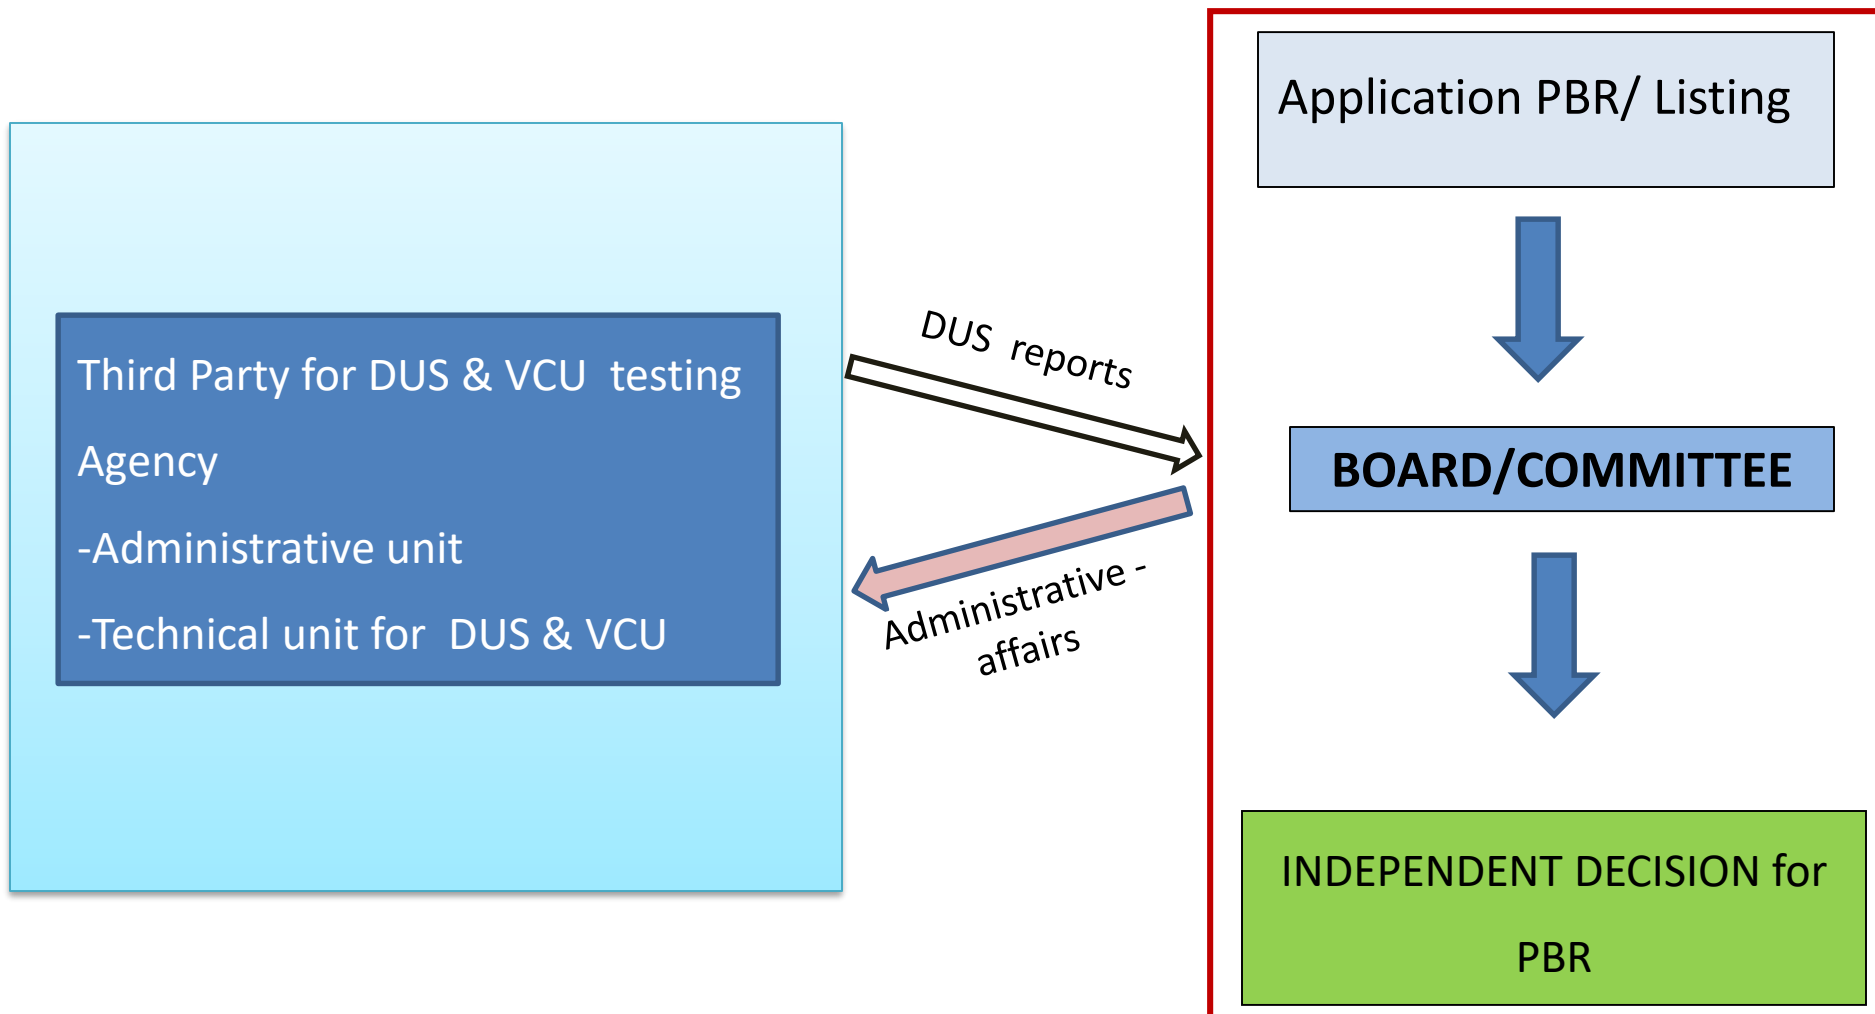 Application PBR/ Listing
Third Party for DUS & VCU testing
Agency
-Administrative unit
-Technical unit for DUS & VCU
DUS reports
Administrative -
affairs
BOARD/COMMITTEE
INDEPENDENT DECISION for
PBR